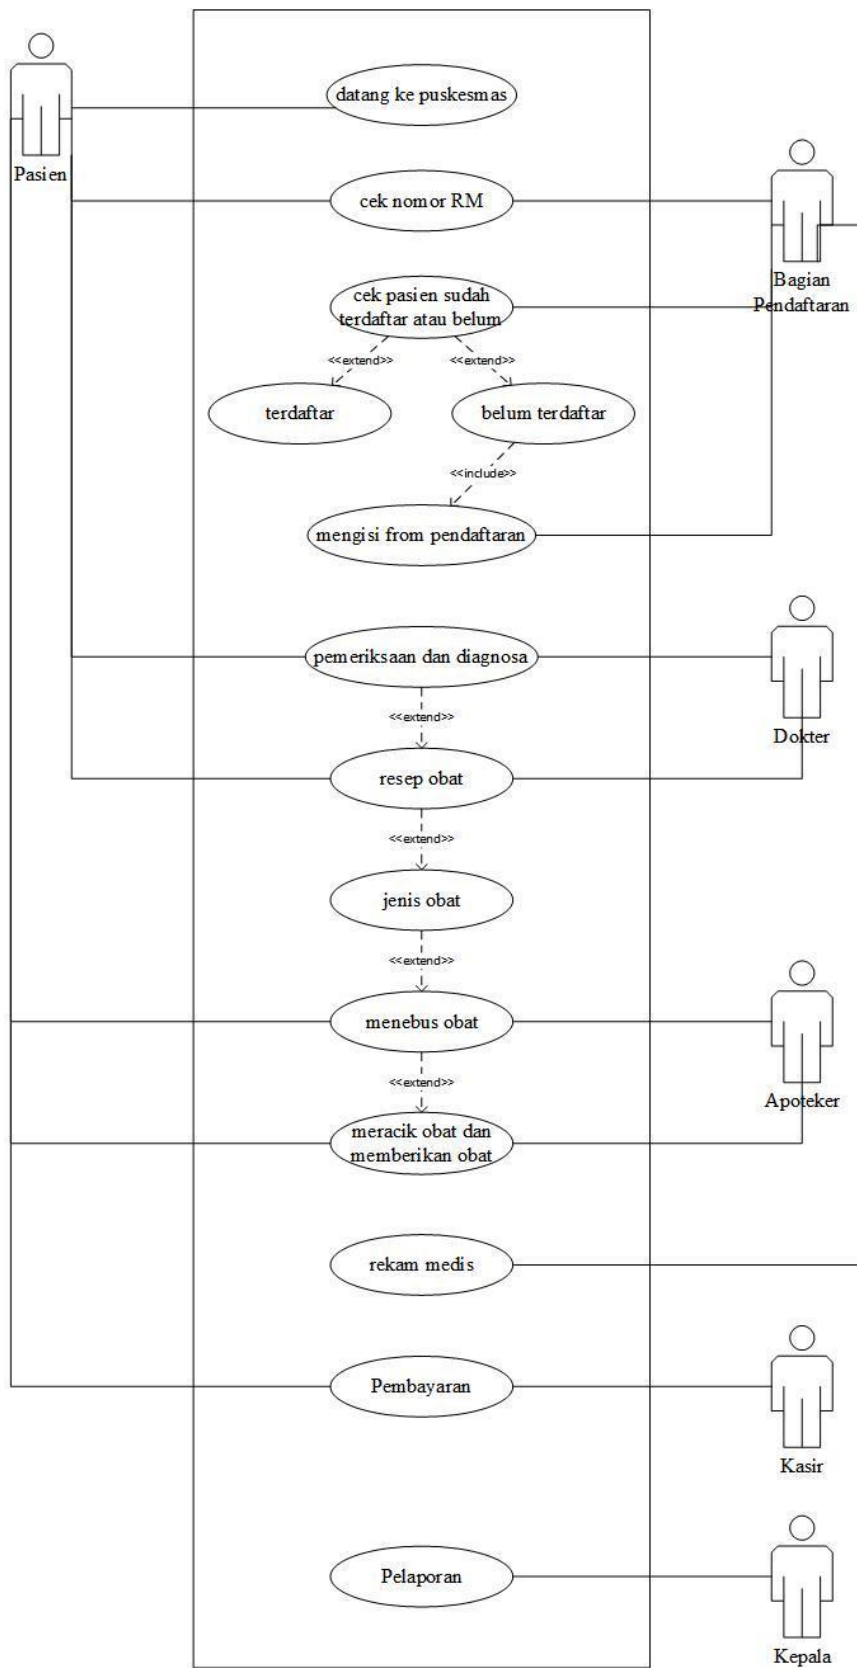 datang ke puskesmas
Pasien
cek nomor RM
Bagian
Pendaftaran
cek pasien sudah
terdaftar atau belum
<<extend>>
<<extend>>
terdaftar
belum terdaftar
<<include>>
mengisi from pendaftaran
pemeriksaan dan diagnosa
<<extend>>
Dokter
resep obat
<<extend>>
jenis obat
<<extend>>
menebus obat
<<extend>>
Apoteker
meracik obat dan
memberikan obat
rekam medis
Pembayaran
Kasir
Pelaporan
Kepala